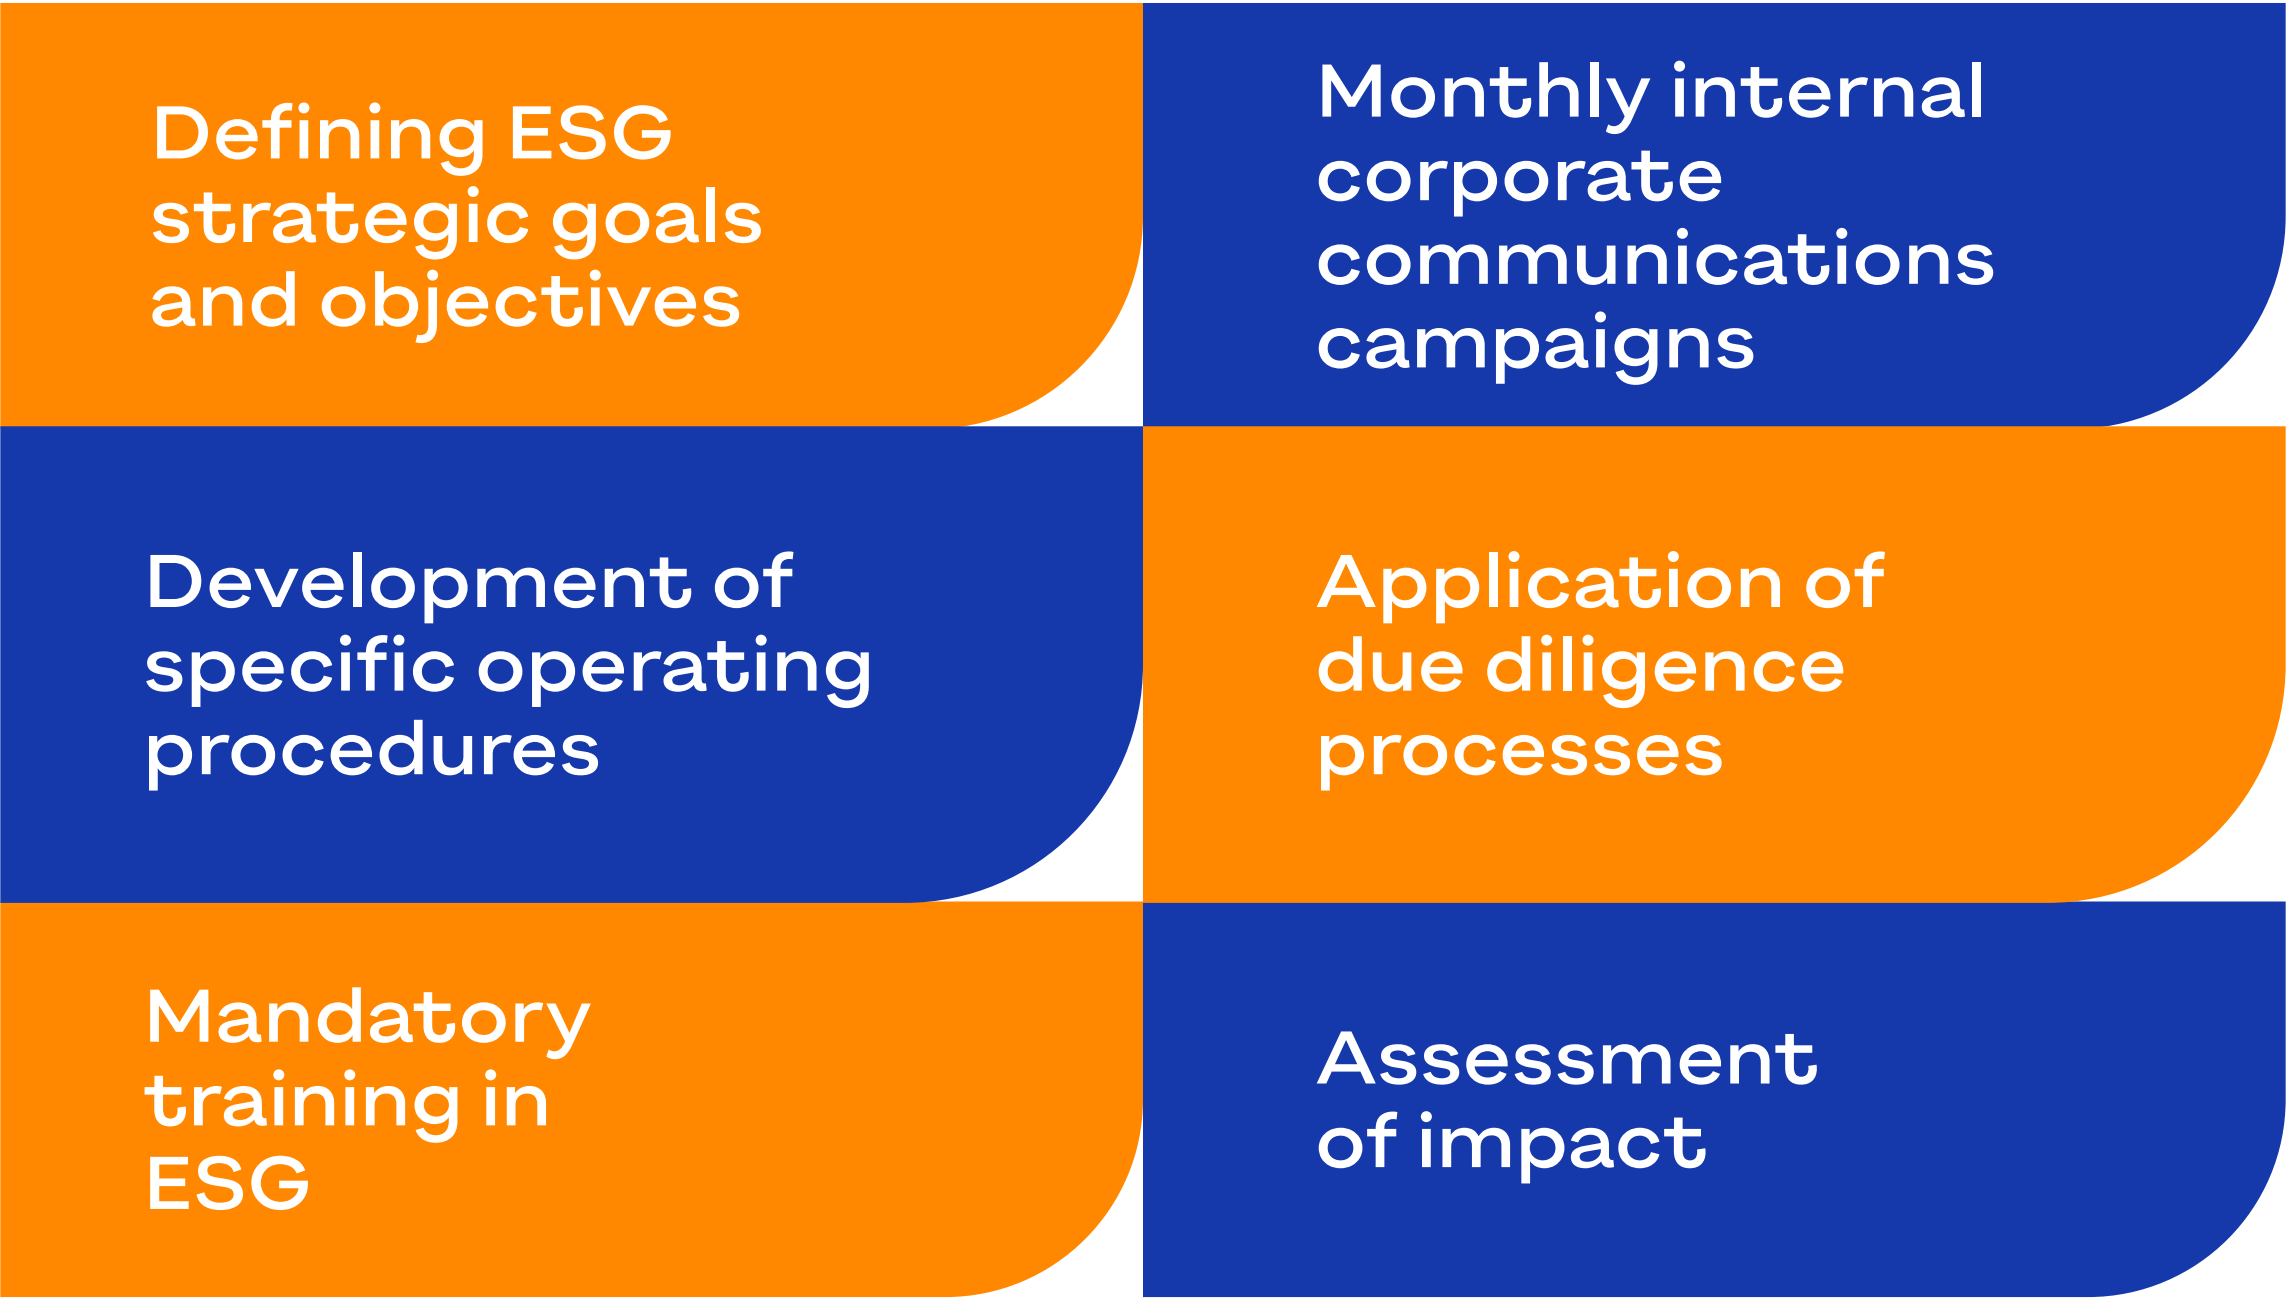 Defining ESG
strategic goals
and objectives
Monthly internal
corporate
communications
campaigns
Development of
specific operating
procedures
Application of
due diligence
processes
Mandatory
training in
ESG
Assessment
of impact